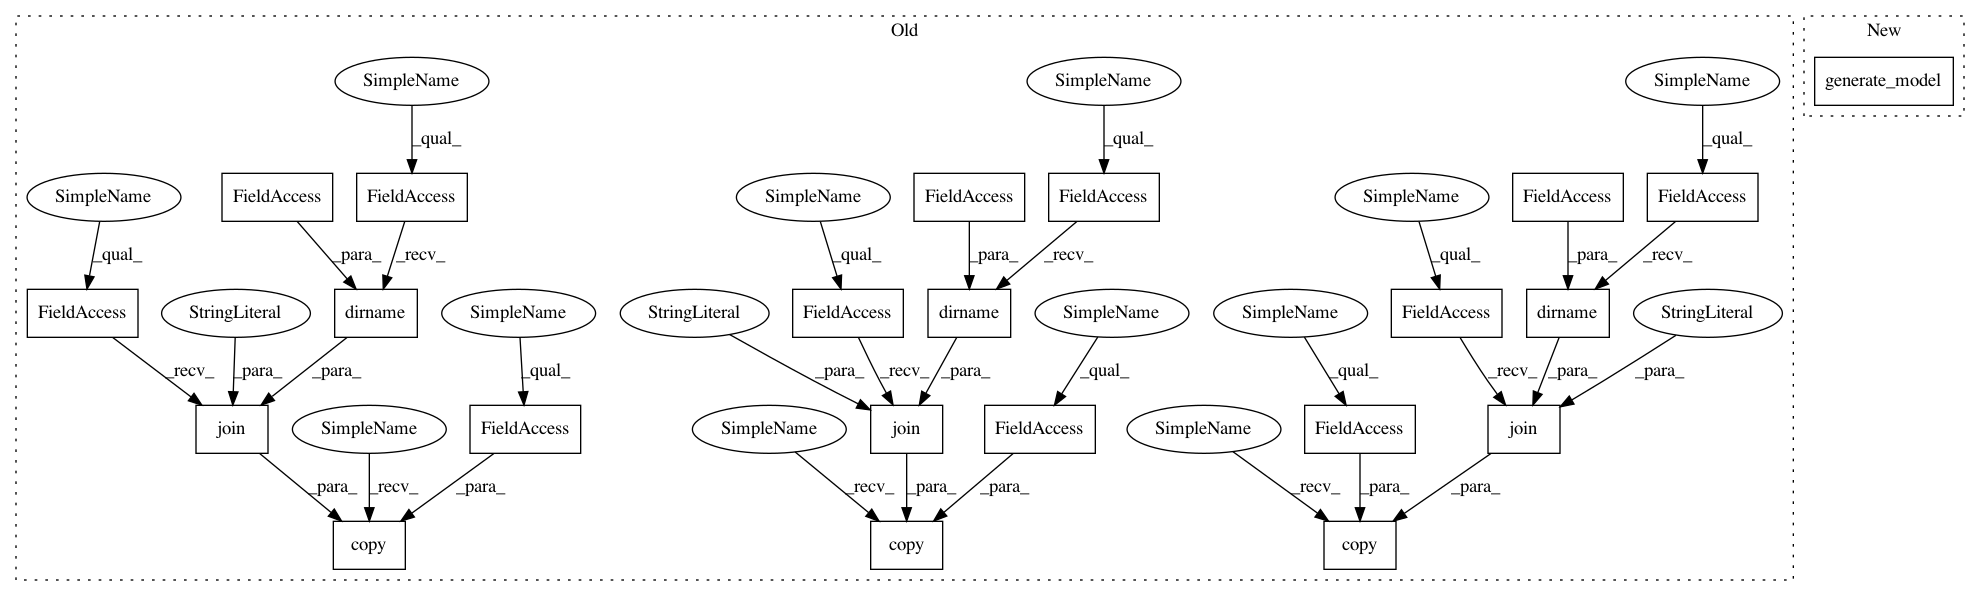 Old
New
SimpleName
SimpleName
SimpleName
generate_model
_qual_
_qual_
_qual_
SimpleName
FieldAccess
FieldAccess
SimpleName
FieldAccess
FieldAccess
SimpleName
FieldAccess
FieldAccess
_qual_
_para_
_recv_
_qual_
_para_
_recv_
_qual_
_para_
_recv_
FieldAccess
StringLiteral
dirname
SimpleName
StringLiteral
FieldAccess
dirname
SimpleName
SimpleName
FieldAccess
dirname
StringLiteral
_recv_
_para_
_para_
_qual_
_para_
_recv_
_para_
_qual_
_qual_
_recv_
_para_
_para_
join
SimpleName
FieldAccess
SimpleName
join
FieldAccess
SimpleName
FieldAccess
join
_para_
_recv_
_para_
_recv_
_para_
_para_
_recv_
_para_
_para_
copy
copy
copy